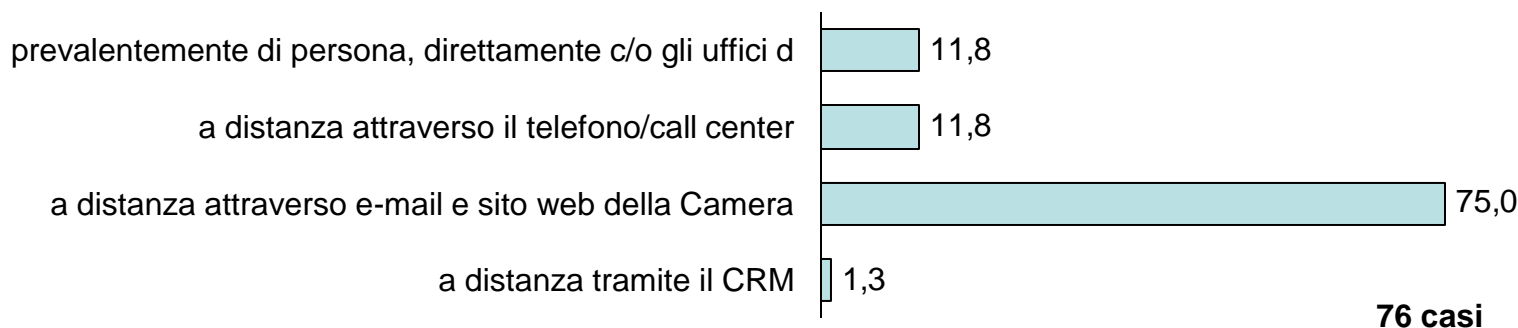 prevalentemente di persona, direttamente c/o gli uffici d 11,8
a distanza attraverso il telefono/call center 11,8
a distanza attraverso e-mail e sito web della Camera 75,0
a distanza tramite il CRM 1,3
76 casi